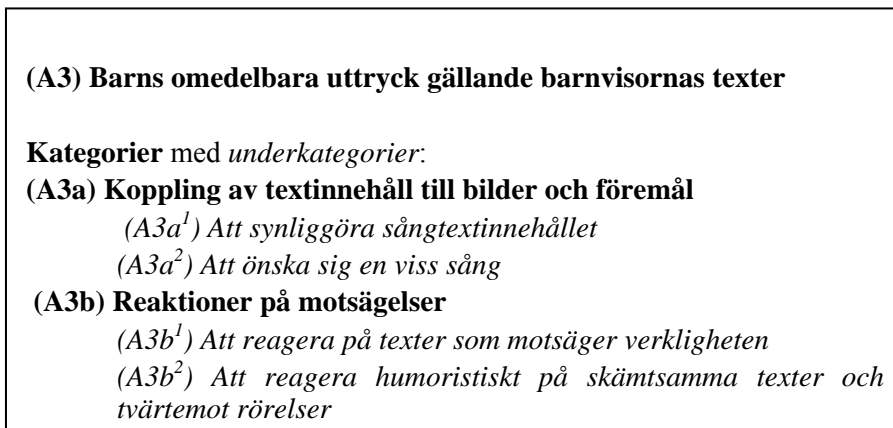 (A3) Barns omedelbara uttryck gällande barnvisornas texter
Kategorier med underkategorier:
(A3a) Koppling av textinnehåll till bilder och föremål
(A3a¹) Att synliggöra sångtextinnehållet
(A3a²) Att önska sig en viss sång
(A3b) Reaktioner på motsägelser
(A3b¹) Att reagera på texter som motsäger verkligheten
(A3b²) Att reagera humoristiskt på skämtsamma texter och
tvärtemot rörelser